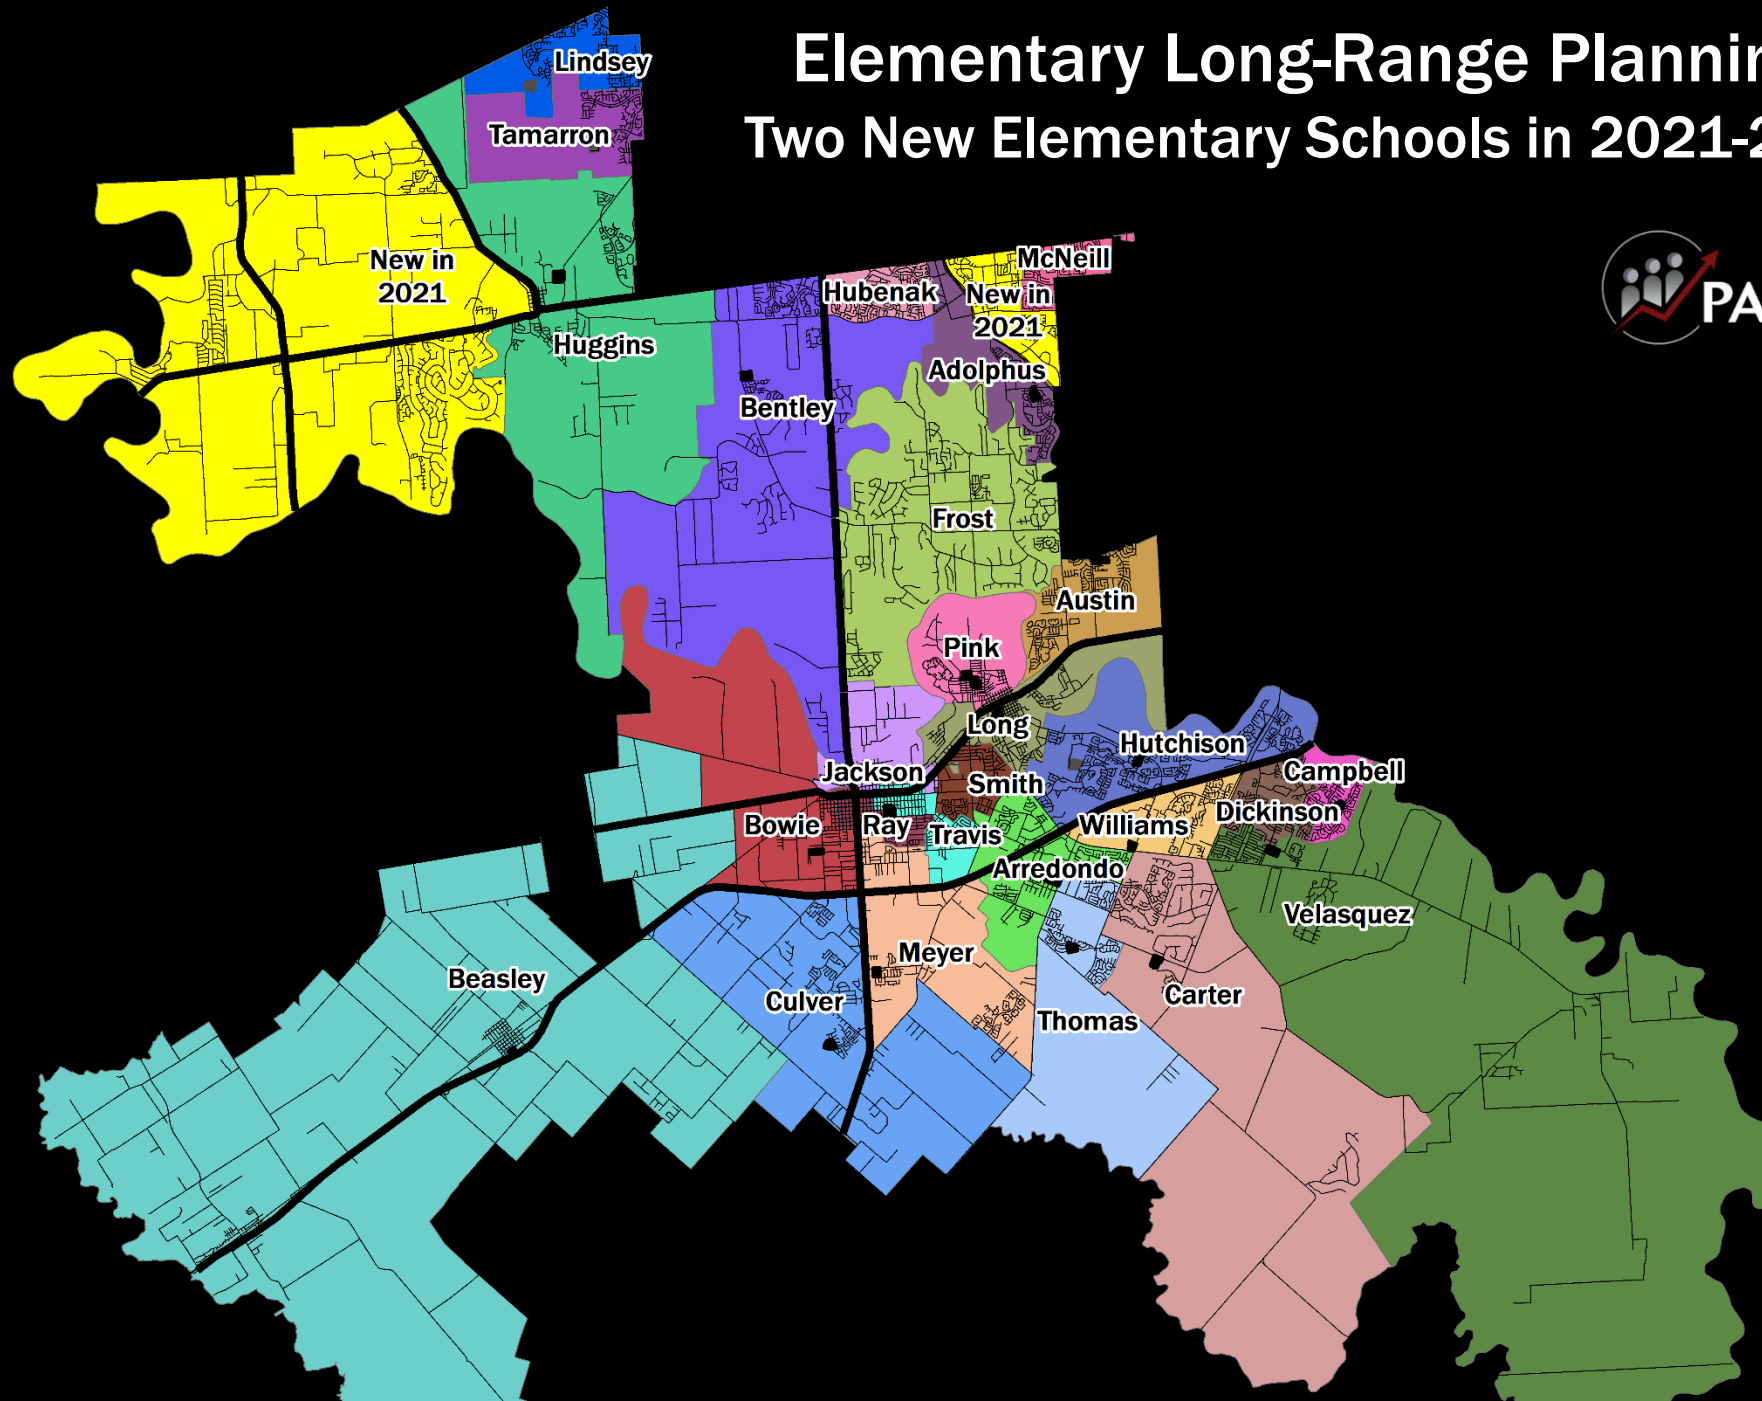 Elementary Long-Range Plannin
Two New Elementary Schools in 2021-2
PA
Lindsey
Tamarron
New in
2021
McNeill
Hubenak
New in
2021
Huggins
Adolphus
Bentley
Frost
Austin
Pink
Long
Hutchison
Jackson
Smith
Campbell
Dickinson
Bowie
Ray
Travis
Williams
Arredondo
Velasquez
Meyer
Beasley
Culver
Carter
Thomas